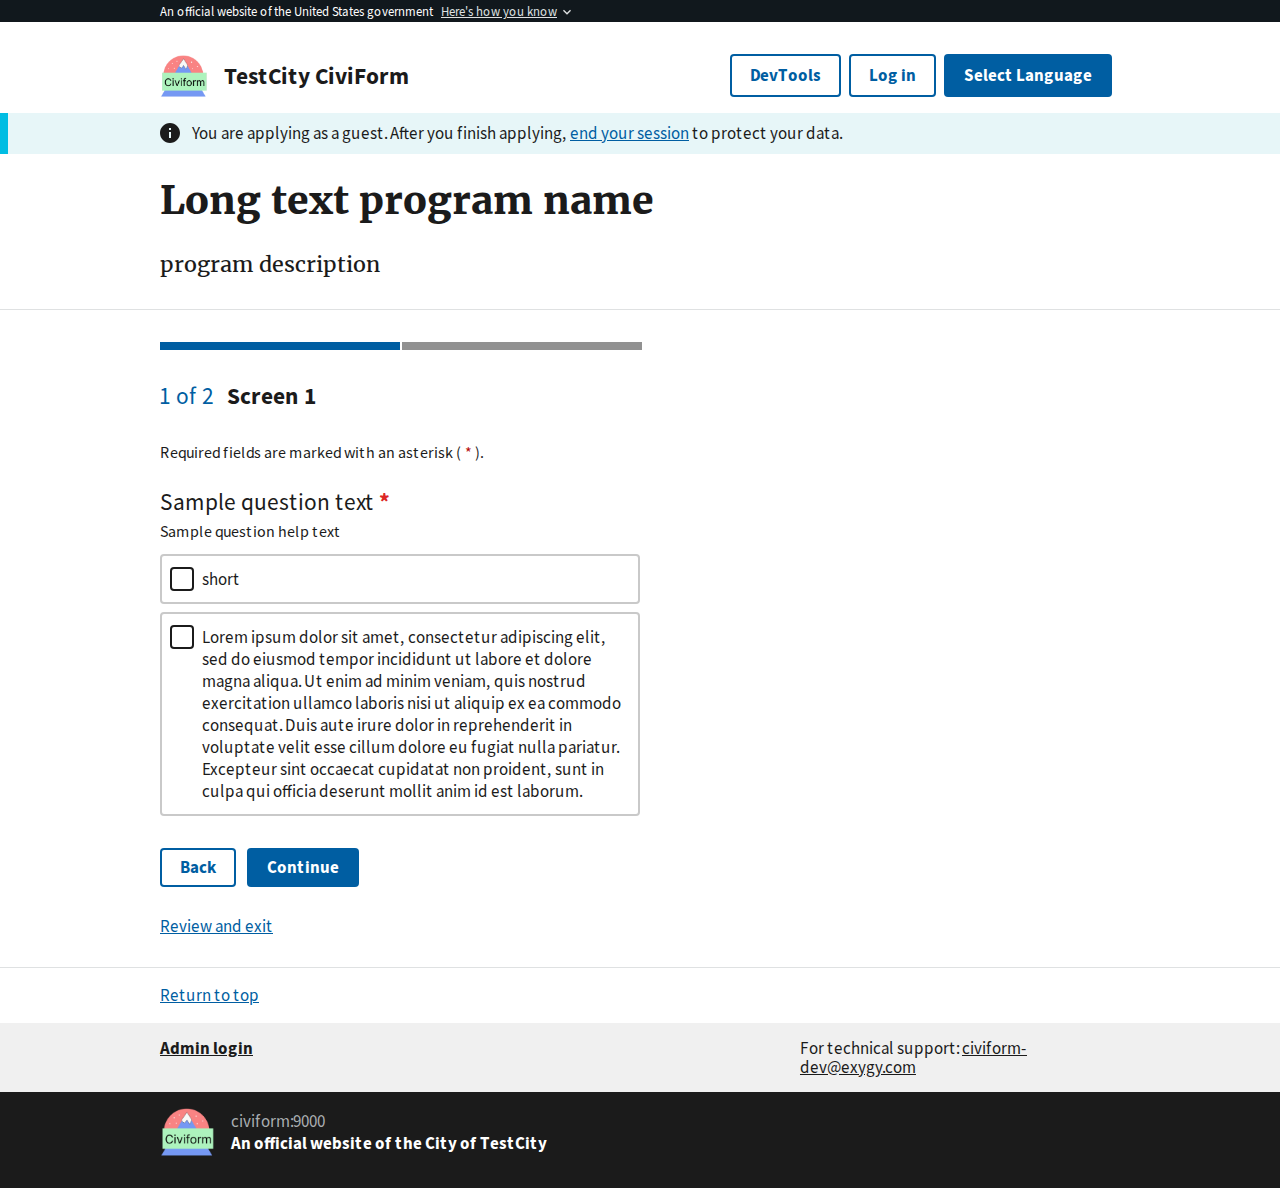 An official website of the United States government Here's how you know
Civiform
TestCity CiviForm
DevTools
Log in
Select Language
You are applying as a guest. After you finish applying, end your session to protect your data.
Long text program name
program description
1 of 2 Screen 1
Required fields are marked with an asterisk ( * ).
Sample question text *
Sample question help text
short
Lorem ipsum dolor sit amet, consectetur adipiscing elit,
sed do eiusmod tempor incididunt ut labore et dolore
magna aliqua. Ut enim ad minim veniam, quis nostrud
exercitation ullamco laboris nisi ut aliquip ex ea commodo
consequat. Duis aute irure dolor in reprehenderit in
voluptate velit esse cillum dolore eu fugiat nulla pariatur.
Excepteur sint occaecat cupidatat non proident, sunt in
culpa qui officia deserunt mollit anim id est laborum.
Back
Continue
Review and exit
Return to top
Admin login
For technical support: civiform-
dev@exygy.com
Civiform
civiform:9000
An official website of the City of TestCity